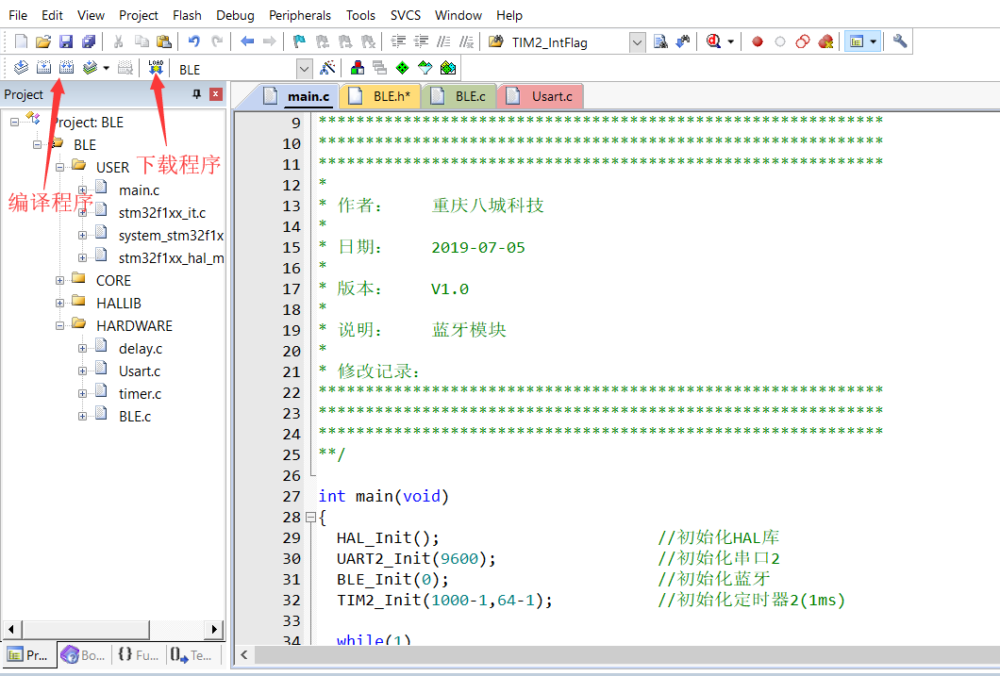 File Edit View Project Flash Debug Peripherals Tools SVCS Window Help
TIM2_IntFlag
LOAD BLE
Project
main.c BLE.h* BLE.c Usart.c
Project: BLE
BLE
USER
下载程序
main.c
编译程序
stm32f1xx_it.c
system_stm32f1x
stm32f1xx_hal_m
CORE
HALLIB
HARDWARE
delay.c
Usart.c
timer.c
BLE.c
9 ************************************************************
10 ************************************************************
11 ************************************************************
12 *
13 * 作者: 重庆八城科技
14 *
15 * 日期: 2019-07-05
16 *
17 * 版本: V1.0
18 *
19 * 说明: 蓝牙模块
20 *
21 * 修改记录:
22 ************************************************************
23 ************************************************************
24 ************************************************************
25 **/
26
27 int main(void)
28 {
29 HAL_Init(); //初始化HAL库
30 UART2_Init(9600); //初始化串口2
31 BLE_Init(0); //初始化蓝牙
32 TIM2_Init(1000-1,64-1); //初始化定时器2(1ms)
33
34 while(1)
Pr... Bo... {} Fu... 0 Te...